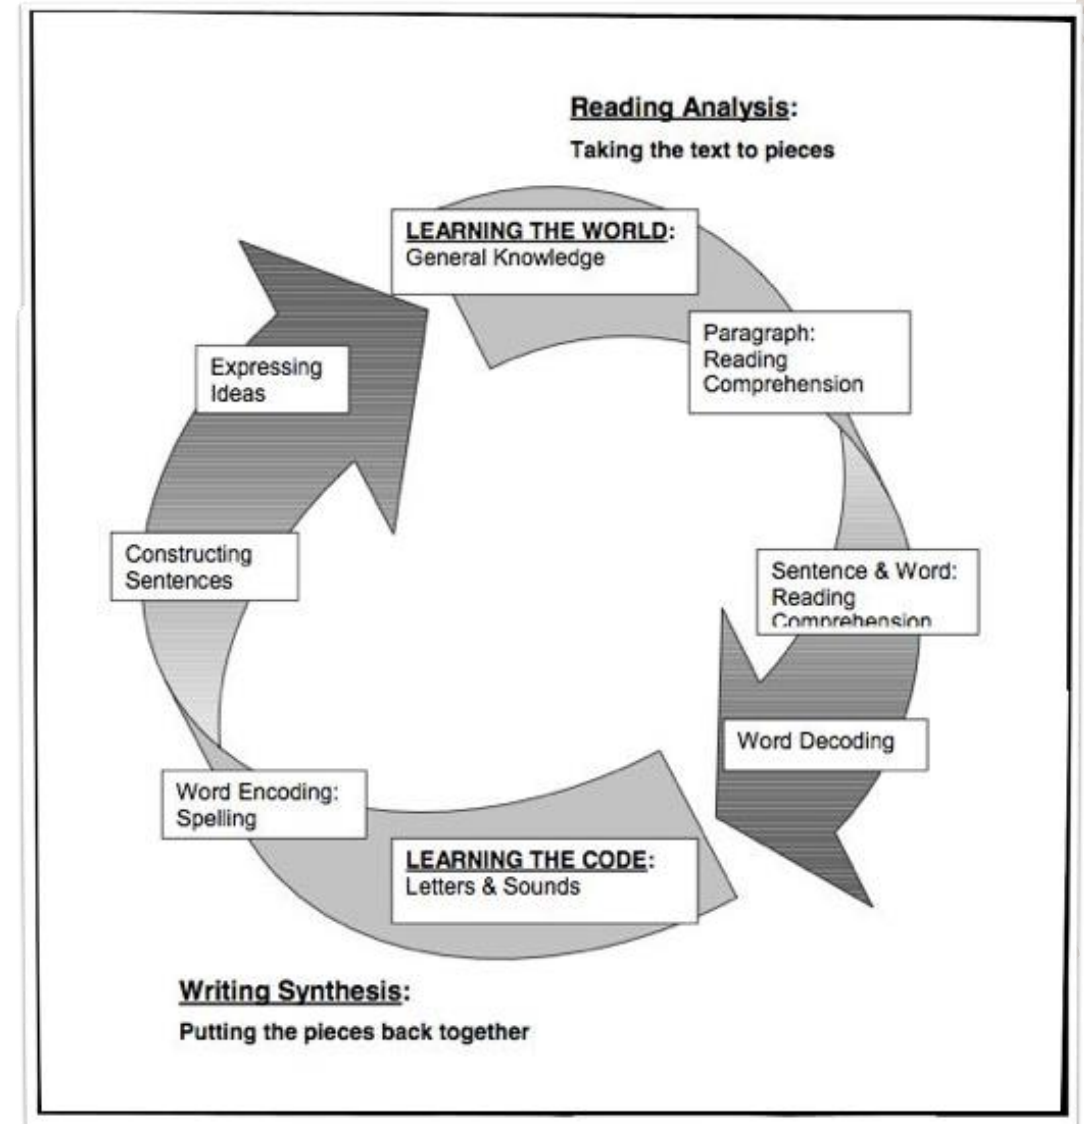 Reading Analysis:
Taking the text to pieces
LEARNING THE WORLD:
General Knowledge
Paragraph:
Reading
Comprehension
Sentence & Word:
Reading
Comprehension
Word Decoding
LEARNING THE CODE:
Letters & Sounds
Word Encoding:
Spelling
Constructing
Sentences
Expressing
Ideas
Writing Synthesis:
Putting the pieces back together